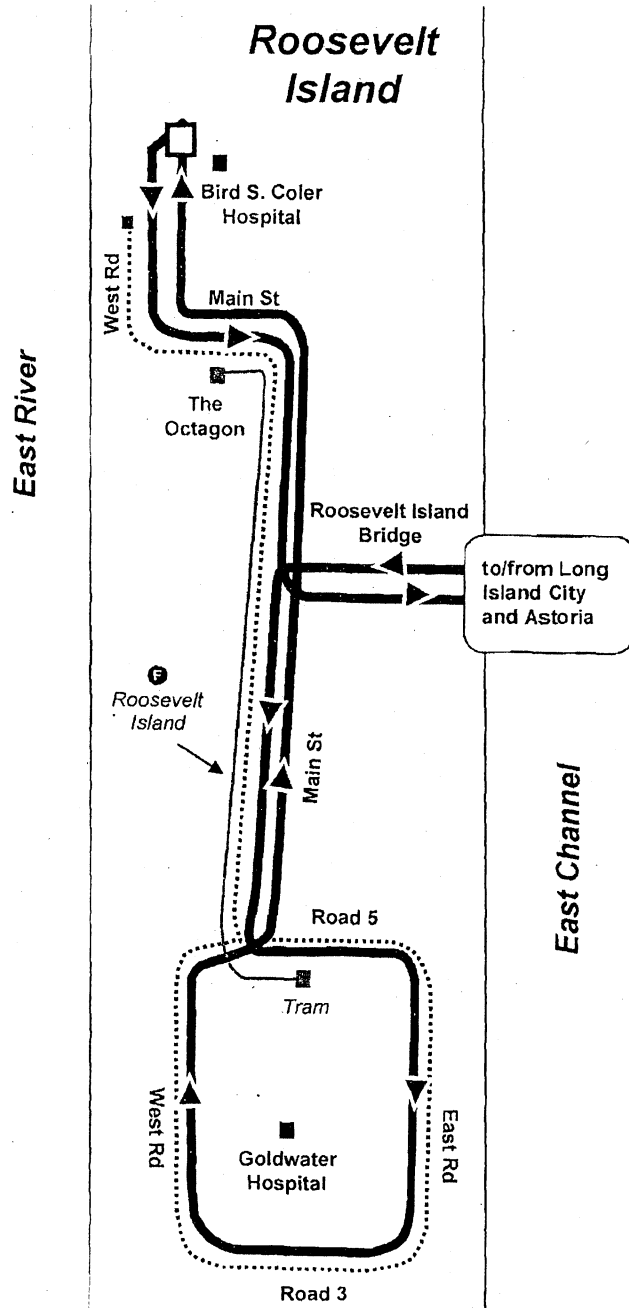 Roosevelt
Island
Bird S. Coler
Hospital
West Rd
Main St
East River
The
Octagon
Roosevelt Island
Bridge
to/from Long
Island City
and Astoria
F
Roosevelt
Island
Main St
East Channel
Road 5
Tram
West Rd
East Rd
Goldwater
Hospital
Road 3